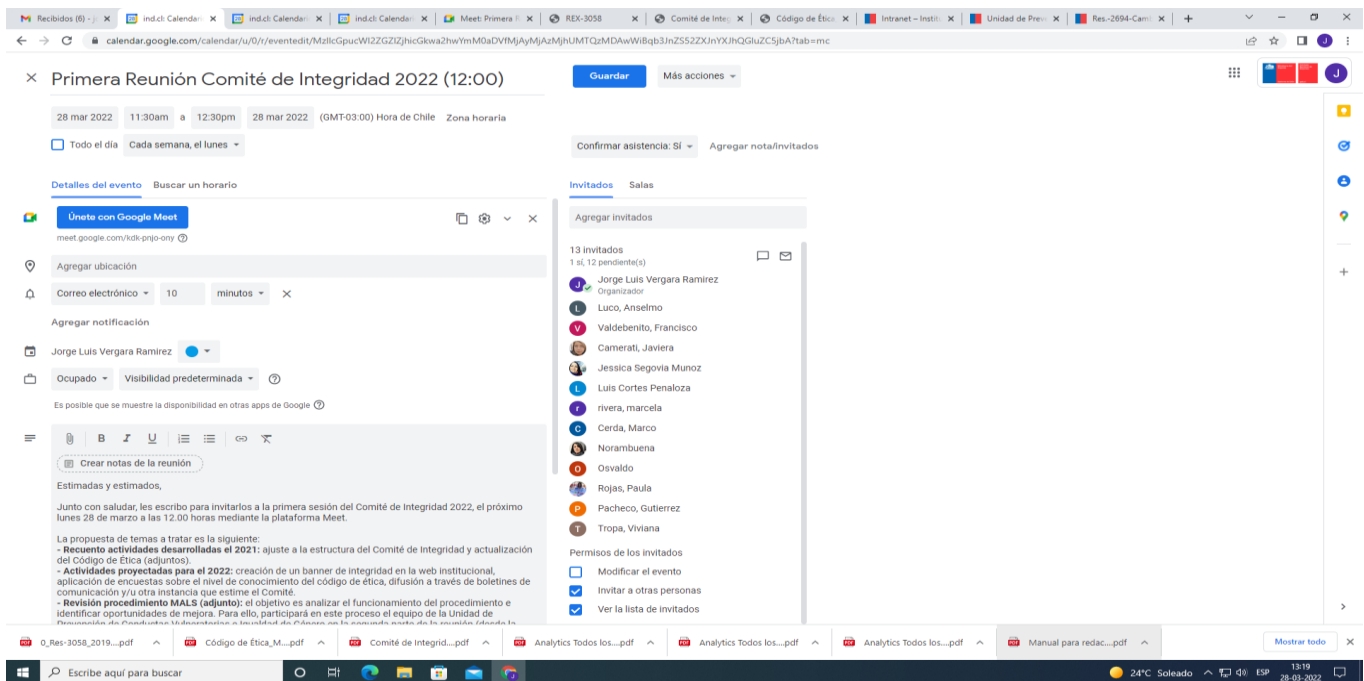 Recibidos (6) - j
ind.cl: Calendar
ind.cl: Calendar
ind.cl: Calendar
Meet: Primera R
REX-3058
Comité de Integ
Código de Ética
Intranet – Instit
Unidad de Prev
Res.-2694-Camb
calendar.google.com/calendar/u/0/r/eventedit/
Primera Reunión Comité de Integridad 2022 (12:00)
Guardar
Más acciones
J
28 mar 2022 11:30am a 12:30pm 28 mar 2022 (GMT-03:00) Hora de Chile Zona horaria
Todo el día Cada semana, el lunes
Confirmar asistencia: Sí Agregar nota/invitados
Detalles del evento Buscar un horario
Invitados Salas
Únete con Google Meet
meet.google.com/kdk-pnjo-ony
Agregar ubicación
Correo electrónico 10 minutos
Agregar notificación
Jorge Luis Vergara Ramirez
Ocupado Visibilidad predeterminada
Es posible que se muestre la disponibilidad en otras apps de Google
B I U
Crear notas de la reunión
Estimadas y estimados,
Junto con saludar, les escribo para invitarlos a la primera sesión del Comité de Integridad 2022, el próximo
lunes 28 de marzo a las 12.00 horas mediante la plataforma Meet.
La propuesta de temas a tratar es la siguiente:
- Recuento actividades desarrolladas el 2021: ajuste a la estructura del Comité de Integridad y actualización
del Código de Ética (adjuntos).
- Actividades proyectadas para el 2022: creación de un banner de integridad en la web institucional,
aplicación de encuestas sobre el nivel de conocimiento del código de ética, difusión a través de boletines de
comunicación y/u otra instancia que estime el Comité.
- Revisión procedimiento MALS (adjunto): el objetivo es analizar el funcionamiento del procedimiento e
identificar oportunidades de mejora. Para ello, participará en este proceso el equipo de la Unidad de
Prevención de Conductas Vulneratorias e Igualdad de Género en la segunda parte de la reunión (desde la
Agregar invitados
13 invitados
1 sí, 12 pendiente(s)
J Jorge Luis Vergara Ramirez
Organizador
L Luco, Anselmo
V Valdebenito, Francisco
Camerati, Javiera
Jessica Segovia Munoz
L Luis Cortes Penaloza
r rivera, marcela
C Cerda, Marco
Norambuena
O Osvaldo
Rojas, Paula
P Pacheco, Gutierrez
T Tropa, Viviana
Permisos de los invitados
Modificar el evento
Invitar a otras personas
Ver la lista de invitados
0_Res-3058_2019....pdf
Código de Ética_M....pdf
Comité de Integrid....pdf
Analytics Todos los....pdf
Analytics Todos los....pdf
Analytics Todos los....pdf
Manual para redac....pdf
Mostrar todo
Escribe aquí para buscar
24°C Soleado
ESP
13:19
28-03-2022